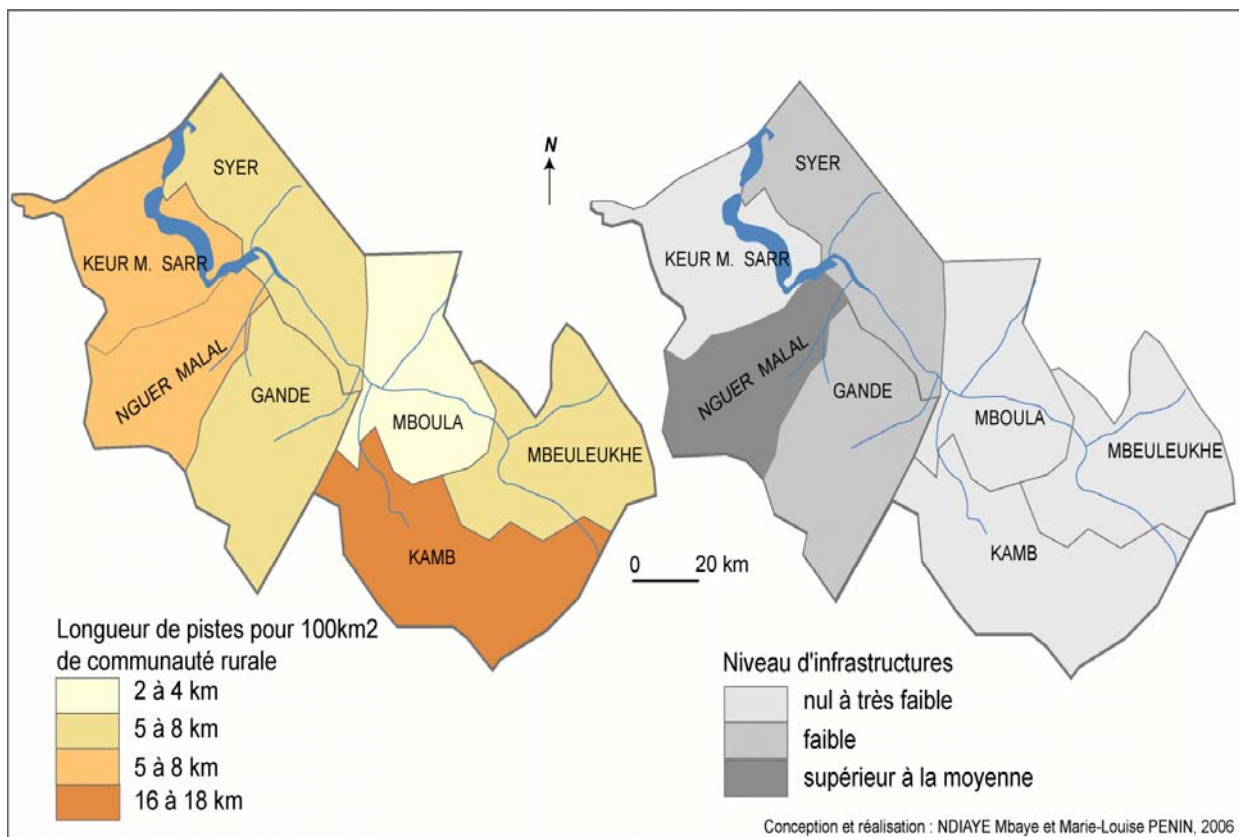 N
SYER
KEUR M. SARR
NGUER MALAL
GANDE
MBOULA
MBEULEUKHE
KAMB
0 20 km
Longueur de pistes pour 100km2
de communauté rurale
2 à 4 km
5 à 8 km
5 à 8 km
16 à 18 km
SYER
KEUR M. SARR
NGUER MALAL
GANDE
MBOULA
MBEULEUKHE
KAMB
Niveau d'infrastructures
nul à très faible
faible
supérieur à la moyenne
Conception et réalisation : NDIAYE Mbaye et Marie-Louise PENIN, 2006